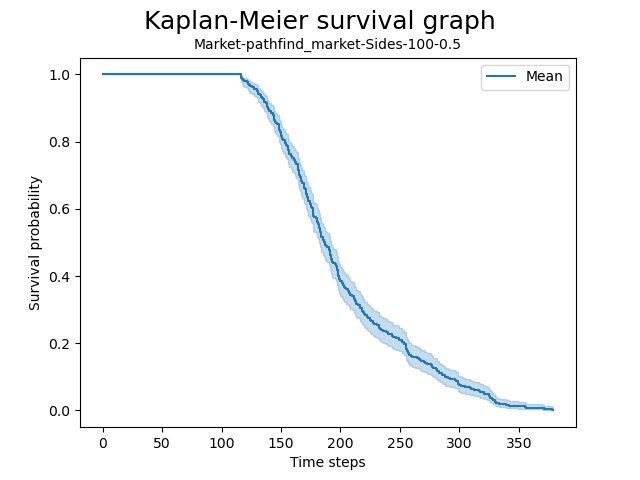 Kaplan-Meier survival graph
Market-pathfind_market-Sides-100-0.5
Mean
1.0
0.8
0.6
0.4
0.2
0.0
Survival probability
0 50 100 150 200 250 300 350
Time steps